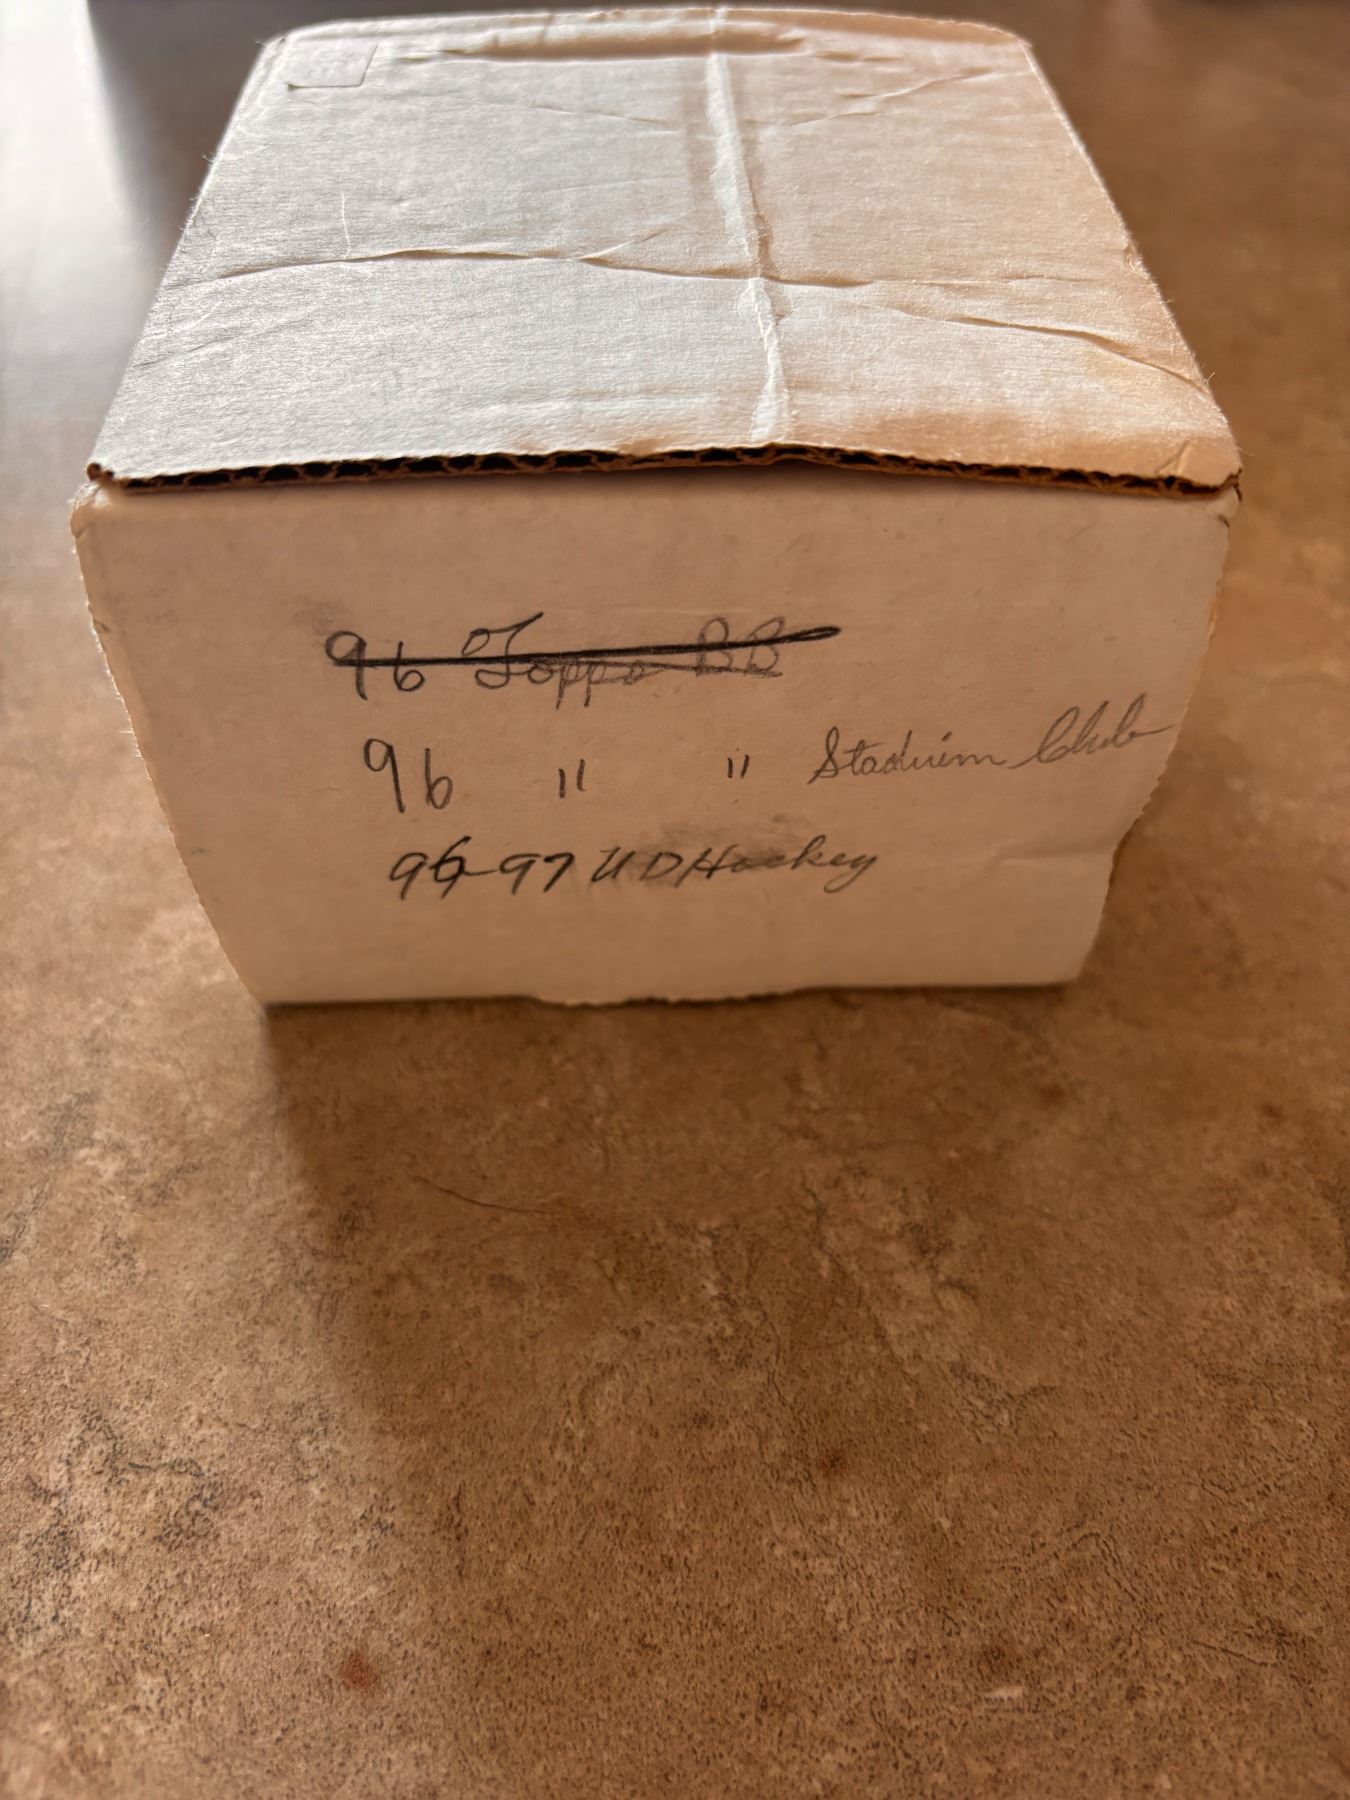 96 Topps BB
96 " " Stadium Club
96-97 UD Hockey